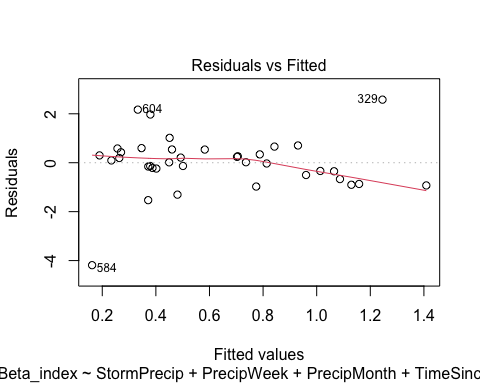 Residuals vs Fitted
604
329
584
Residuals
2
0
-2
-4
0.2 0.4 0.6 0.8 1.0 1.2 1.4
Fitted values
Beta_index ~ StormPrecip + PrecipWeek + PrecipMonth + TimeSinc